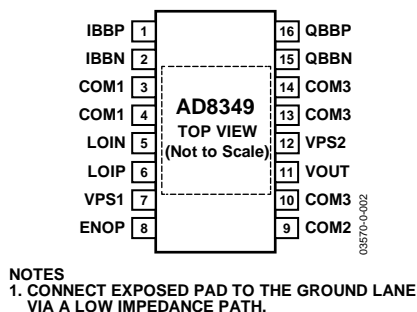 IBBP 1
IBBN 2
COM1 3
COM1 4
LOIN 5
LOIP 6
VPS1 7
ENOP 8
AD8349
TOP VIEW
(Not to Scale)
16 QBBP
15 QBBN
14 COM3
13 COM3
12 VPS2
11 VOUT
10 COM3
9 COM2
03570-0-002
NOTES
1. CONNECT EXPOSED PAD TO THE GROUND LANE
VIA A LOW IMPEDANCE PATH.